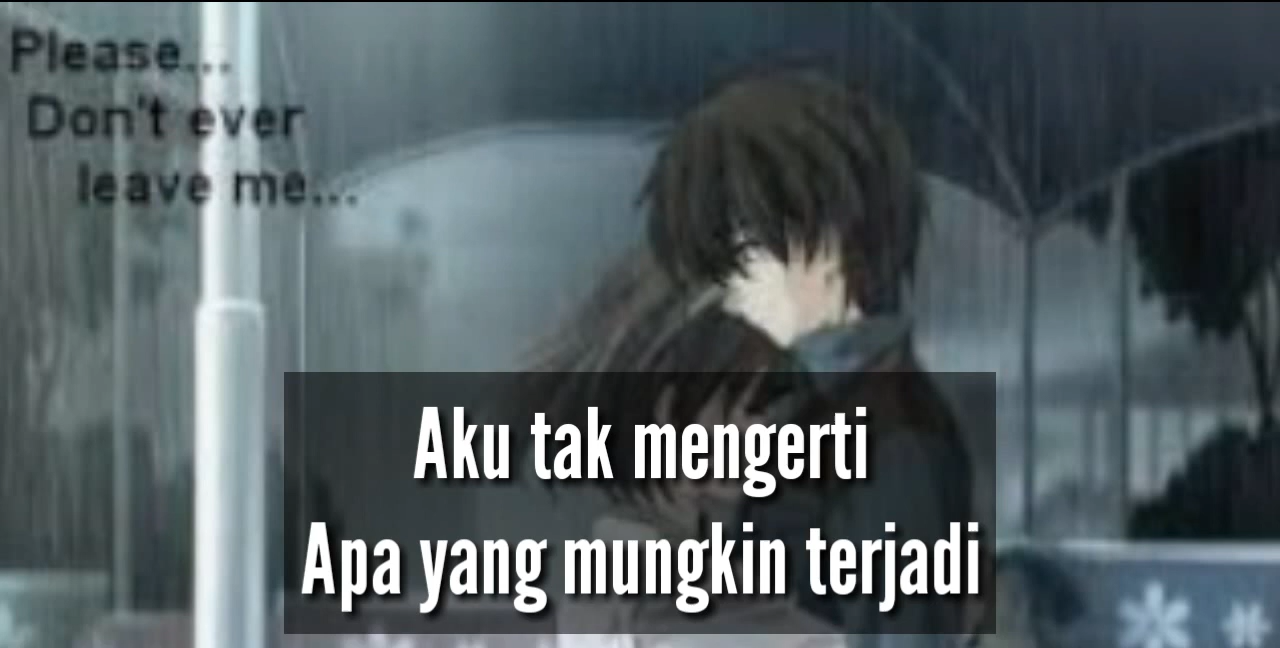 Please...
Don't ever
leave me...
Aku tak mengerti
Apa yang mungkin terjadi